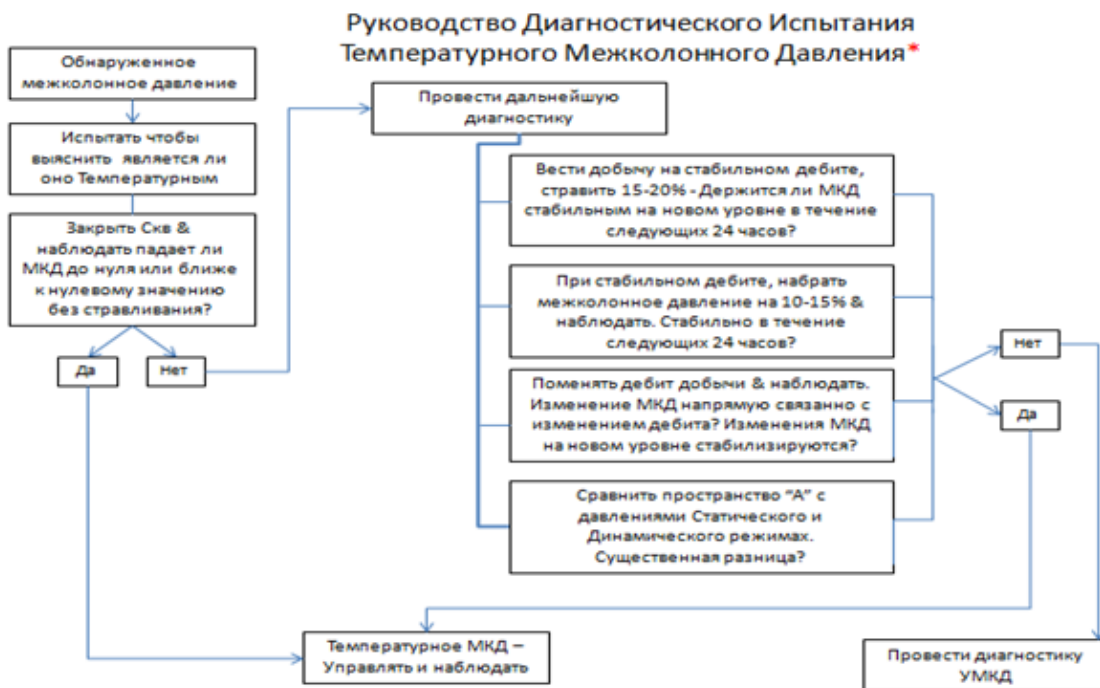 Руководство Диагностического Испытания
Температурного Межколонного Давления*
Обнаруженное
межколонное давление
Испытать чтобы
выяснить является ли
оно Температурным
Закрыть Скв &
наблюдать падает ли
МКД до нуля или ближе
к нулевому значению
без стравливания?
Да
Нет
Провести дальнейшую
диагностику
Вести добычу на стабильном дебите,
стравить 15-20% - Держится ли МКД
стабильным на новом уровне в течение
следующих 24 часов?
При стабильном дебите, набрать
межколонное давление на 10-15% &
наблюдать. Стабильно в течение
следующих 24 часов?
Поменять дебит добычи & наблюдать.
Изменение МКД напрямую связанно с
изменением дебита? Изменения МКД
на новом уровне стабилизируются?
Сравнить пространство “А” с
давлениями Статического и
Динамического режимах.
Существенная разница?
Нет
Да
Температурное МКД –
Управлять и наблюдать
Провести диагностику
УМКД